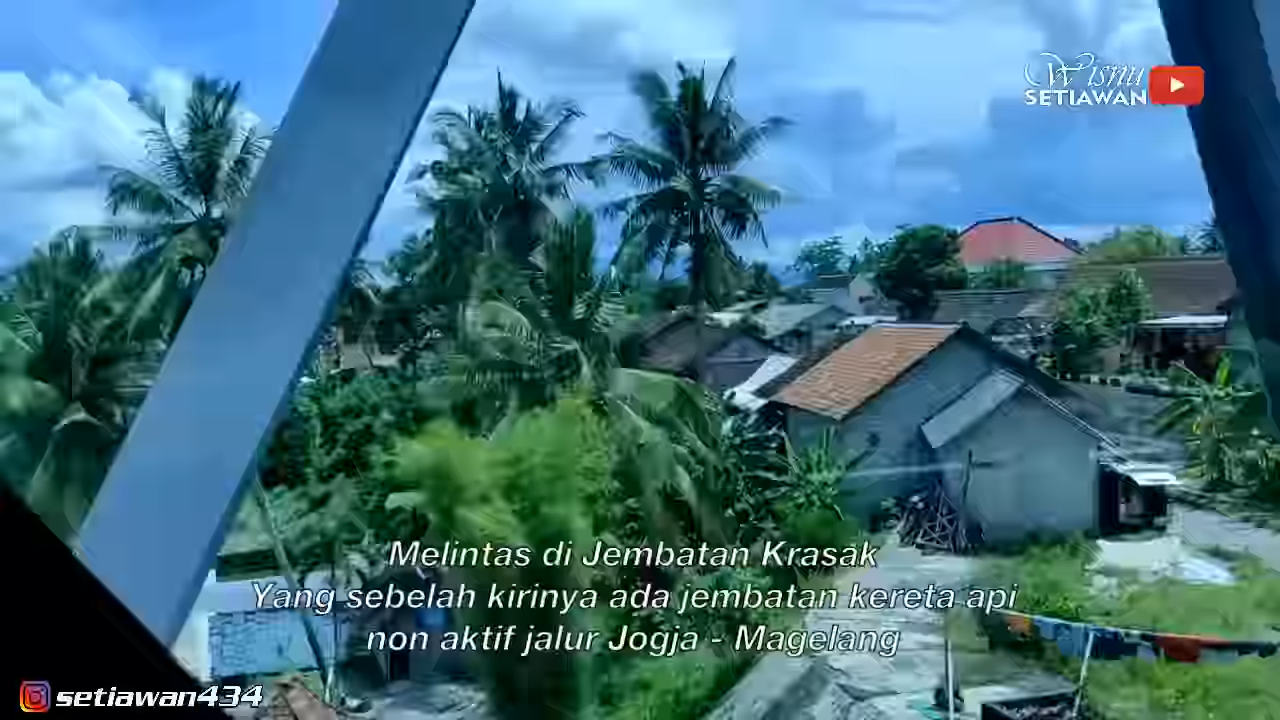 Wisnu
SETIAWAN
Melintas di Jembatan Krasak
Yang sebelah kirinya ada jembatan kereta api
non aktif jalur Jogja - Magelang
setiawan434